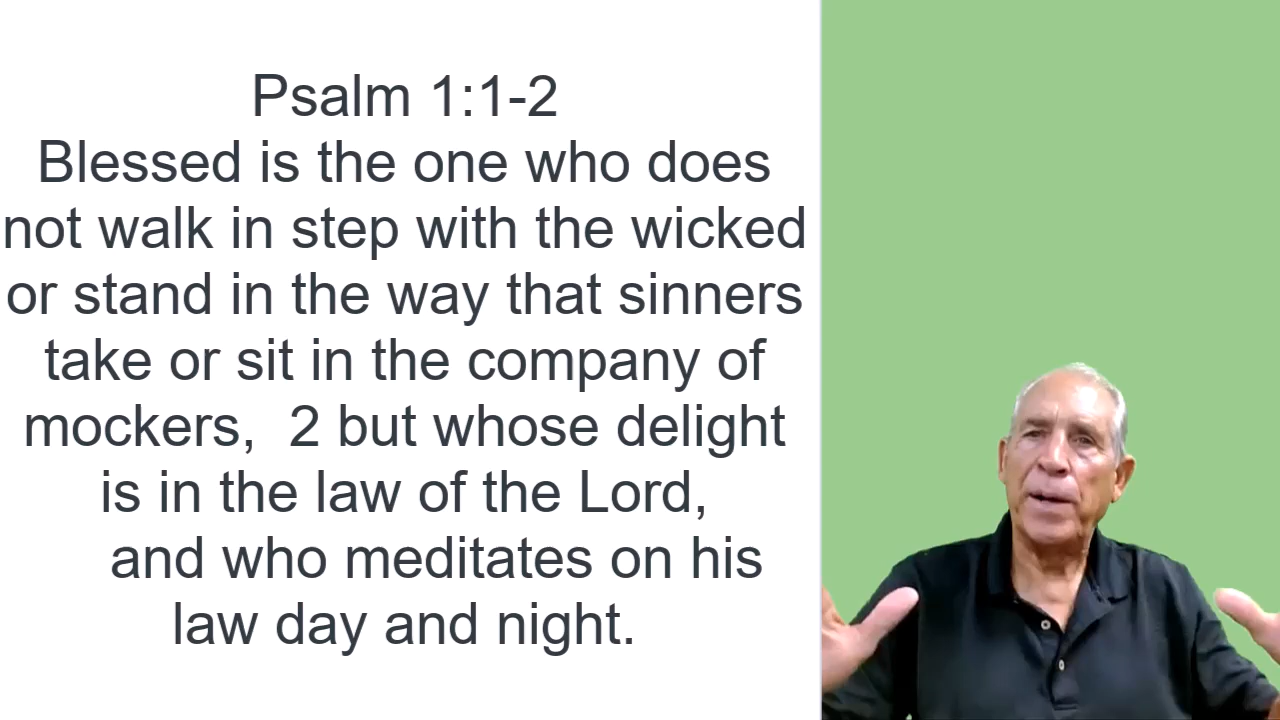 Psalm 1:1-2
Blessed is the one who does
not walk in step with the wicked
or stand in the way that sinners
take or sit in the company of
mockers,  2 but whose delight
is in the law of the Lord,
and who meditates on his
law day and night.